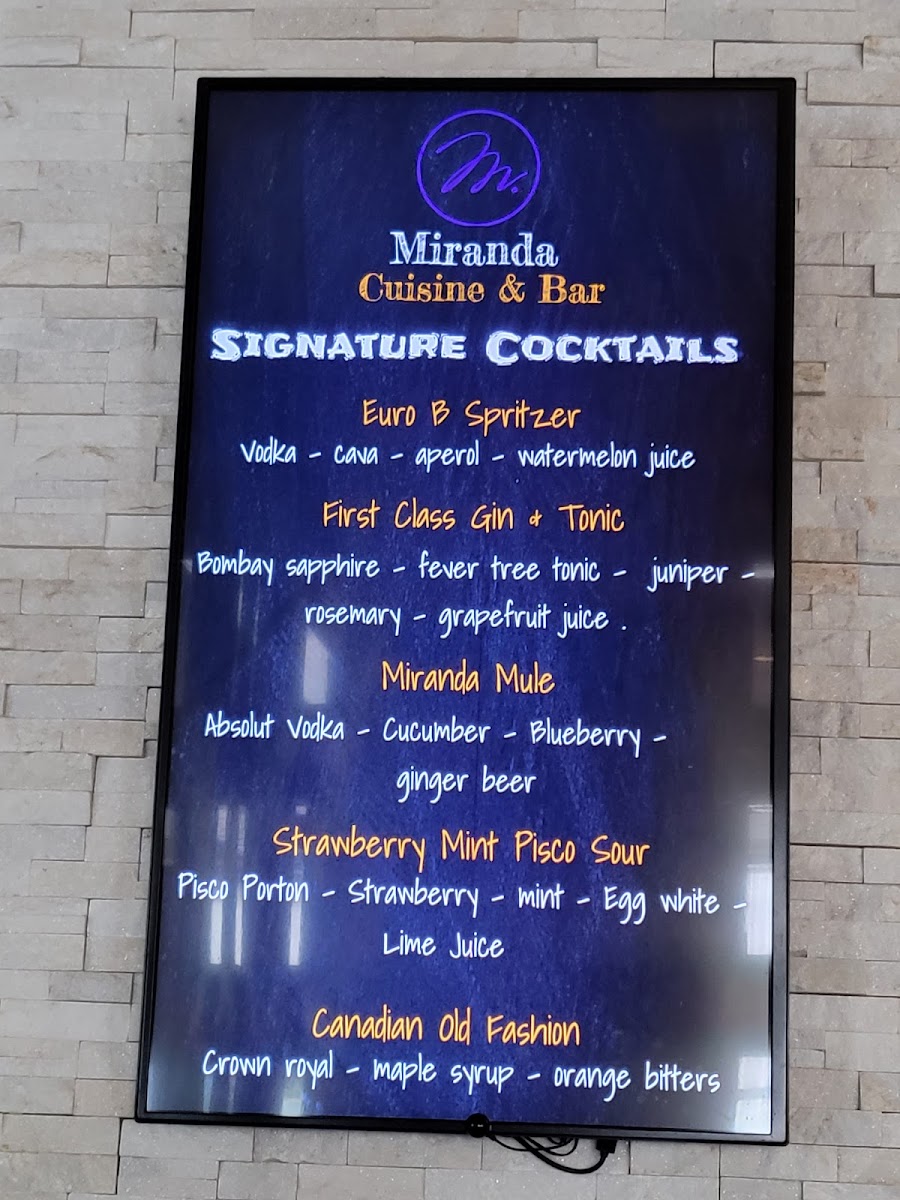 M.
Miranda
Cuisine & Bar
Signature Cocktails
Euro B Spritzer
Vodka - cava - aperol - watermelon juice
First Class Gin & Tonic
Bombay sapphire - fever tree tonic - juniper -
rosemary - grapefruit juice .
Miranda Mule
Absolut Vodka - Cucumber - Blueberry -
ginger beer
Strawberry Mint Pisco Sour
Pisco Porton - Strawberry - mint - Egg white -
Lime Juice
Canadian Old Fashion
Crown royal - maple syrup - orange bitters